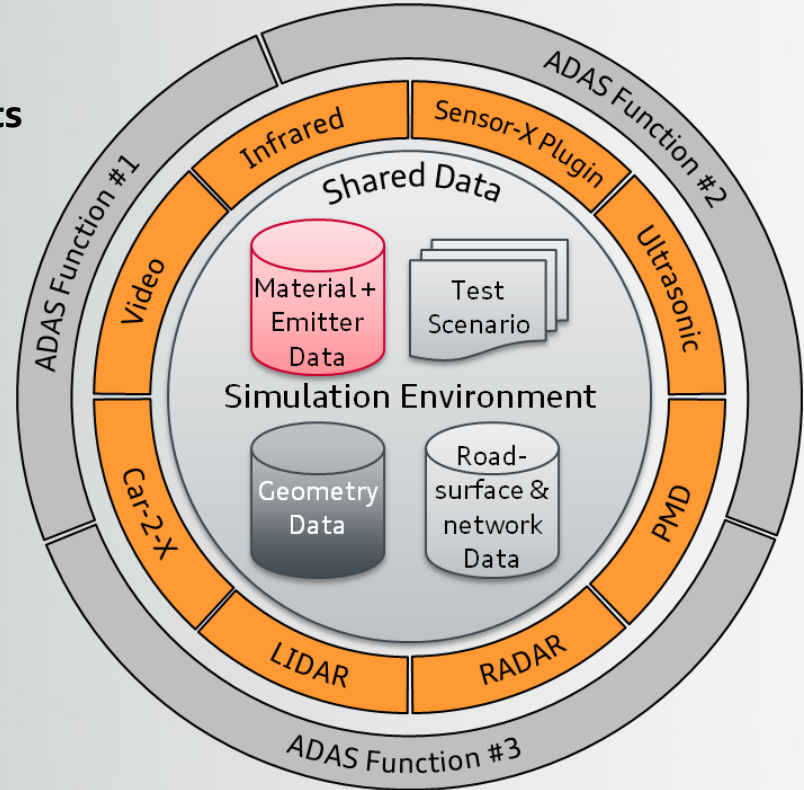 ts
ADAS Function #1
ADAS Function #2
Infrared
Sensor-X Plugin
Video
Ultrasonic
Shared Data
Material +
Emitter
Data
Test
Scenario
Simulation Environment
Geometry
Data
Road-
surface &
network
Data
Car-2-X
PMD
LIDAR
RADAR
ADAS Function #3